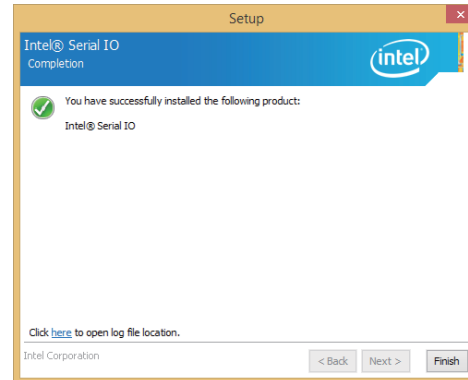 Setup
Intel® Serial IO
Completion
intel
You have successfully installed the following product:
Intel® Serial IO
Click here to open log file location.
Intel Corporation
< Back Next > Finish